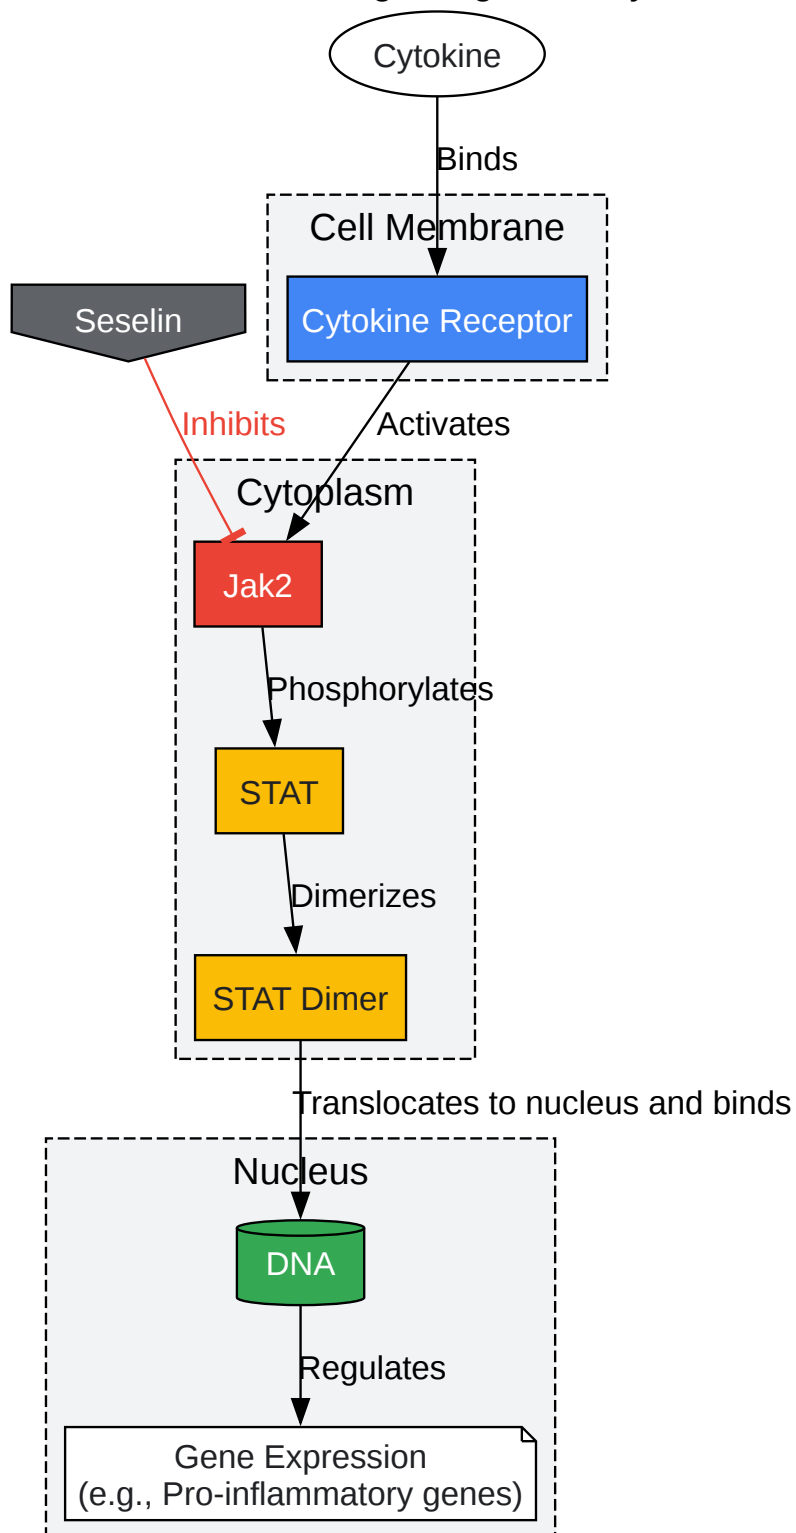 Cytokine
Binds
Cell Membrane
Cytokine Receptor
Seselin
Inhibits
Activates
Cytoplasm
Jak2
Phosphorylates
STAT
Dimerizes
STAT Dimer
Translocates to nucleus and binds
Nucleus
DNA
Regulates
Gene Expression
(e.g., Pro-inflammatory genes)